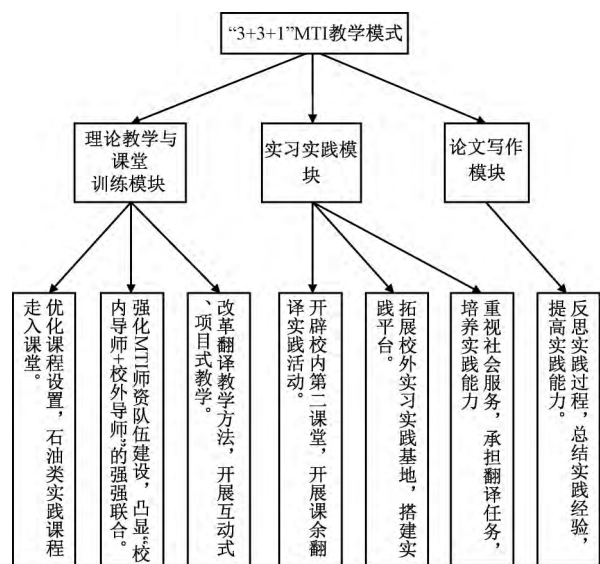 “3+3+1”MTI教学模式
理论教学与
课堂
训练模块
实习实践模
块
论文写作
模块
优化课程设置，石油类实践课程
走入课堂。
强化MTI师资队伍建设，凸显“校
内导师+校外导师”的强强联合。
改革翻译教学方法，开展互动式
、项目式教学。
开辟校内第二课堂，开展课余翻
译实践活动。
拓展校外实习实践基地，搭建实
践平台。
重视社会服务，承担翻译任务，
培养实践能力
反思实践过程，总结实践经验，
提高实践能力。